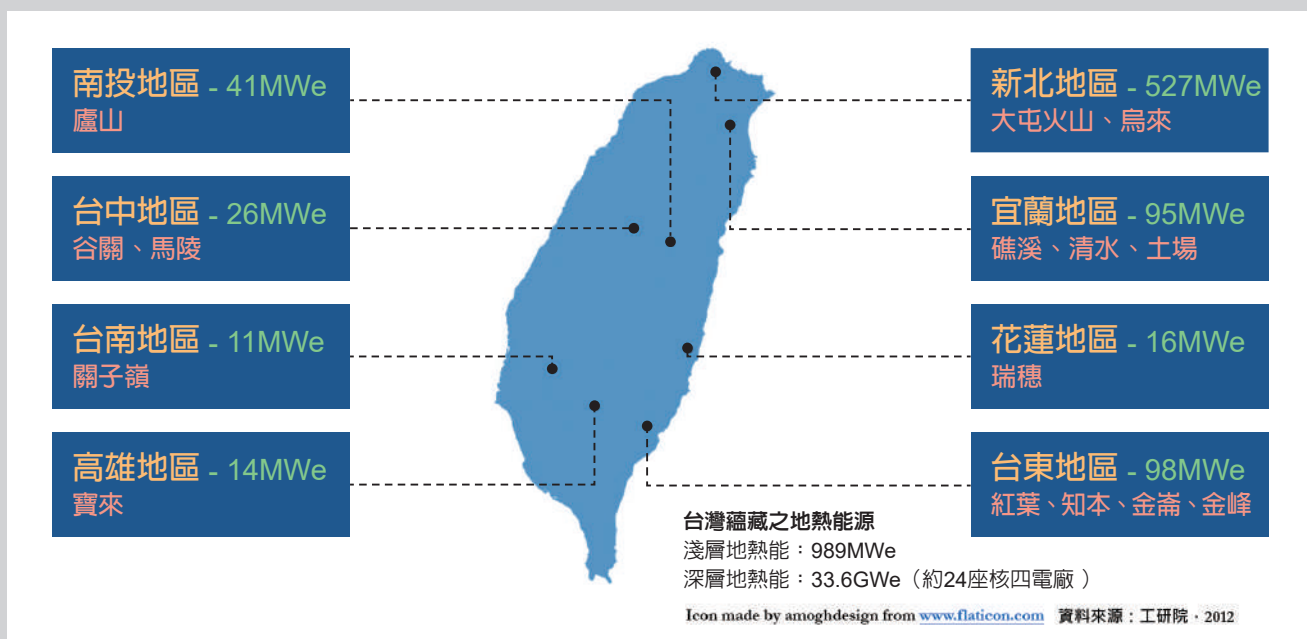 南投地區 - 41MWe
廬山
台中地區 - 26MWe
谷關、馬陵
台南地區 - 11MWe
關子嶺
高雄地區 - 14MWe
寶來
新北地區 - 527MWe
大屯火山、烏來
宜蘭地區 - 95MWe
礁溪、清水、土場
花蓮地區 - 16MWe
瑞穗
台東地區 - 98MWe
紅葉、知本、金崙、金峰
台灣蘊藏之地熱能源
淺層地熱能：989MWe
深層地熱能：33.6GWe（約24座核四電廠 ）
Icon made by amoghdesign from www.flaticon.com 資料來源：工研院，2012